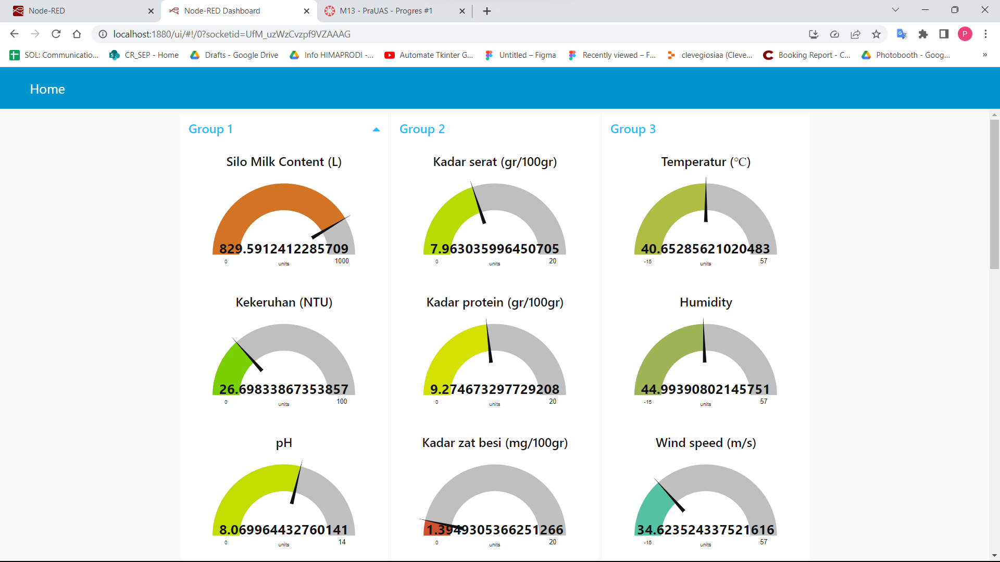 Node-RED
Node-RED Dashboard
M13 - PraUAS - Progres #1
localhost:1880/ui/#!/0?socketid=UfM_uzWzCvzpf9VZAAAG
P
SOL: Communicatio...
CR_SEP - Home
Drafts - Google Drive
Info HIMAPRODI -...
Automate Tkinter G...
Untitled – Figma
Recently viewed – F...
clevegiosiaa (Cleve...
Booking Report - C...
Photobooth - Goog...
»
Home
Group 1
Silo Milk Content (L)
829.5912412285709
0
units
1000
Kekeruhan (NTU)
26.69833867353857
0
units
100
pH
8.069964432760141
0
units
14
Group 2
Kadar serat (gr/100gr)
7.963035996450705
0
units
20
Kadar protein (gr/100gr)
9.274673297729208
0
units
20
Kadar zat besi (mg/100gr)
1.3949305366251266
0
units
20
Group 3
Temperatur (℃)
40.65285621020483
-15
units
57
Humidity
44.99390802145751
-15
units
57
Wind speed (m/s)
34.623524337521616
-15
units
57